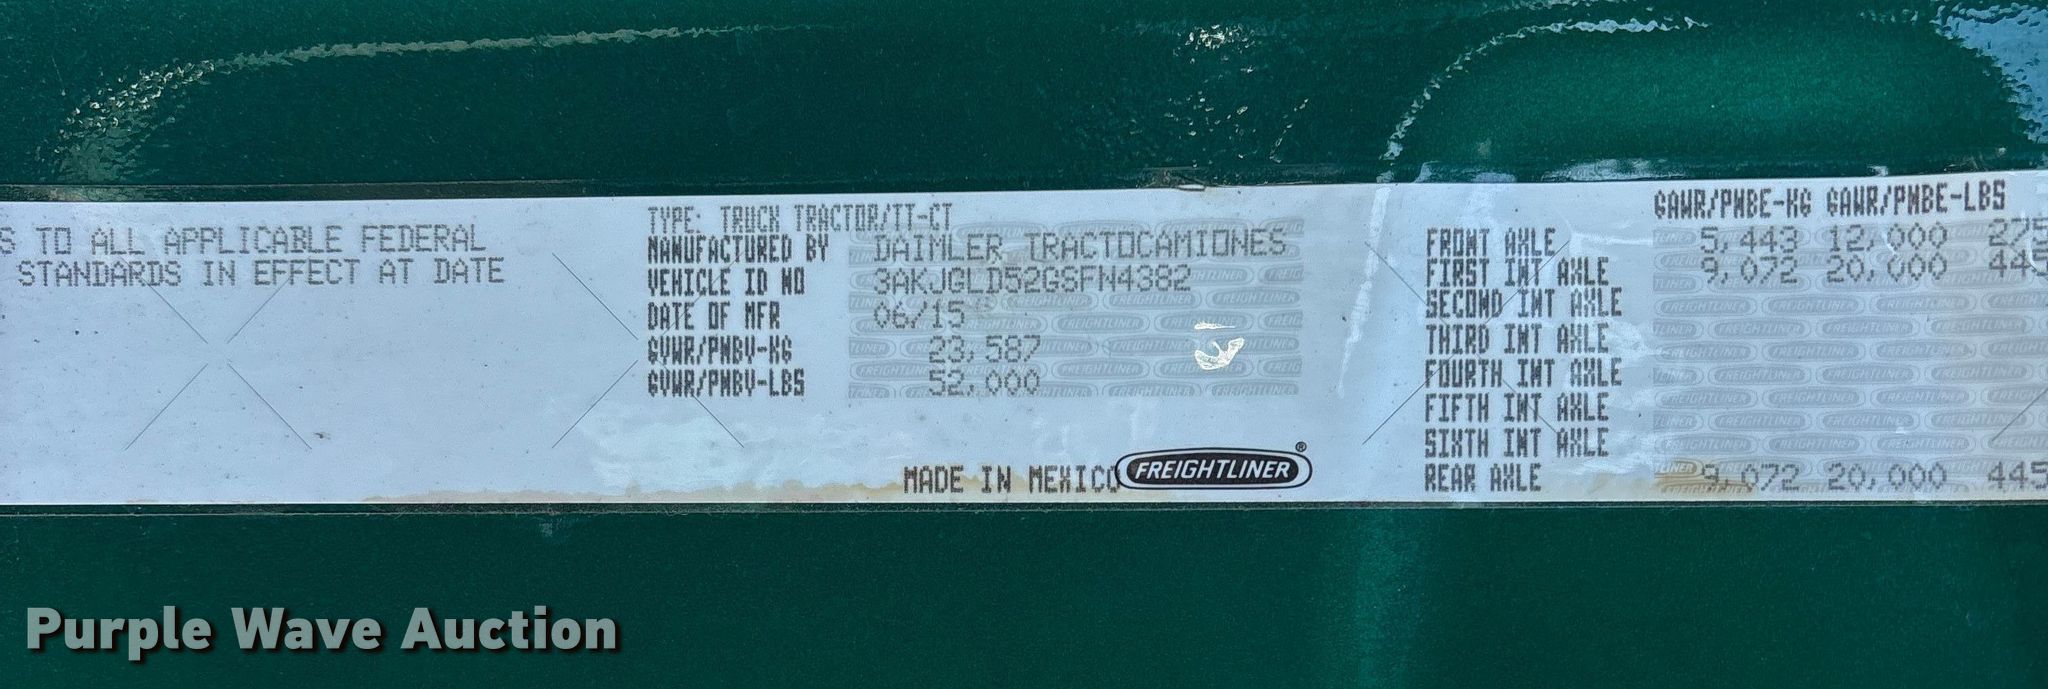 S TO ALL APPLICABLE FEDERAL
STANDARDS IN EFFECT AT DATE
TYPE: TRUCK TRACTOR/TT-CT
MANUFACTURED BY DAIMLER TRACTOCAMIONES
VEHICLE ID NO 3AKJGLD52GSFN4382
DATE OF MFR 06/15
GVWR/PNBV-KG 23,587
GVWR/PNBV-LBS 52,000
MADE IN MEXICO FREIGHTLINER®
GAWR/PNBE-KG GAWR/PNBE-LBS
FRONT AXLE 5,443 12,000 275
FIRST INT AXLE 9,072 20,000 445
SECOND INT AXLE
THIRD INT AXLE
FOURTH INT AXLE
FIFTH INT AXLE
SIXTH INT AXLE
REAR AXLE 9,072 20,000 445
Purple Wave Auction